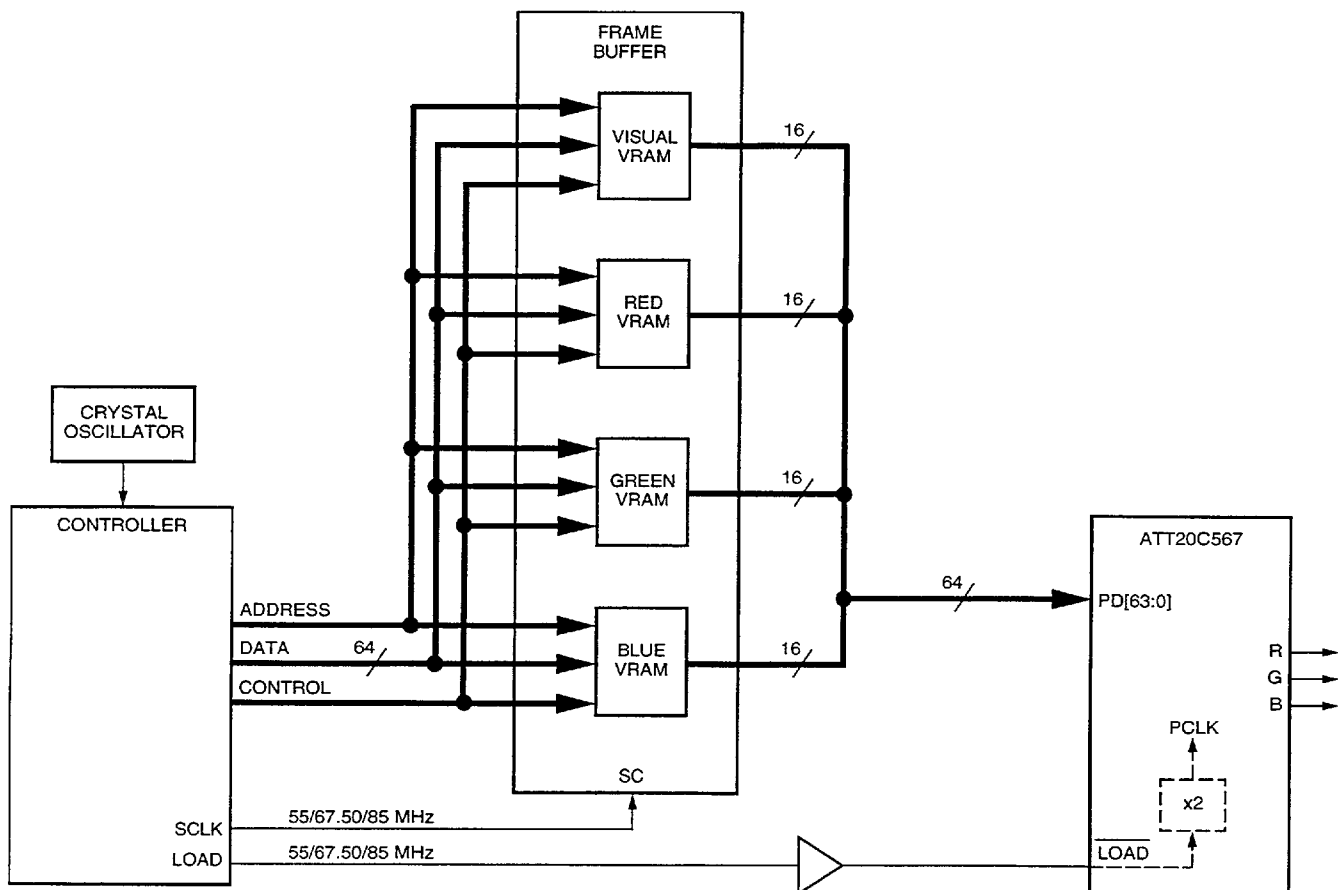 FRAME
BUFFER
VISUAL
VRAM
16
RED
VRAM
16
CRYSTAL
OSCILLATOR
GREEN
VRAM
16
CONTROLLER
ATT20C567
ADDRESS
64
PD[63:0]
BLUE
VRAM
16
DATA
64
CONTROL
R
G
B
PCLK
SC
x2
SCLK
55/67.50/85 MHz
LOAD
55/67.50/85 MHz
LOAD